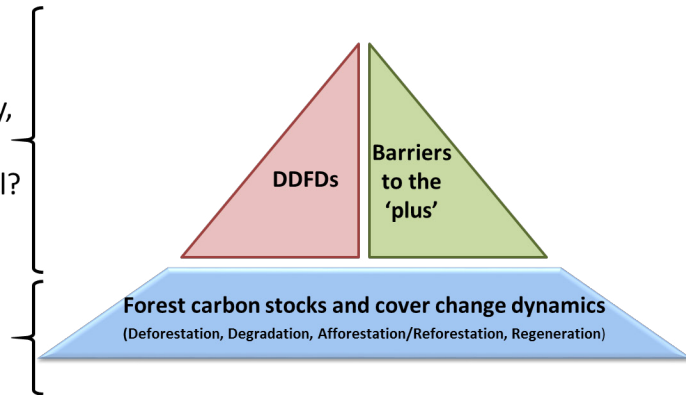 DDFDs
Barriers
to the
‘plus’
Forest carbon stocks and cover change dynamics
(Deforestation, Degradation, Afforestation/Reforestation, Regeneration)